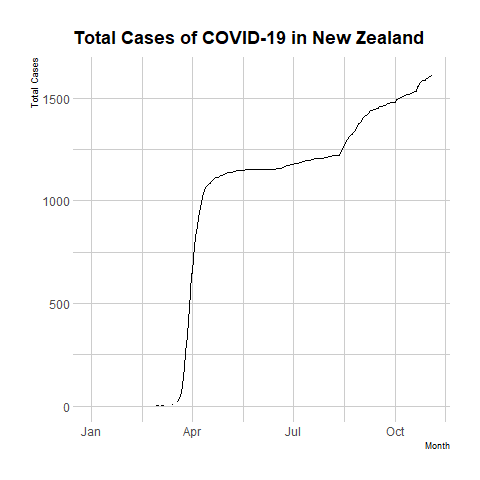 Total Cases of COVID-19 in New Zealand
Total Cases
1500
1000
500
0
Jan Apr Jul Oct
Month